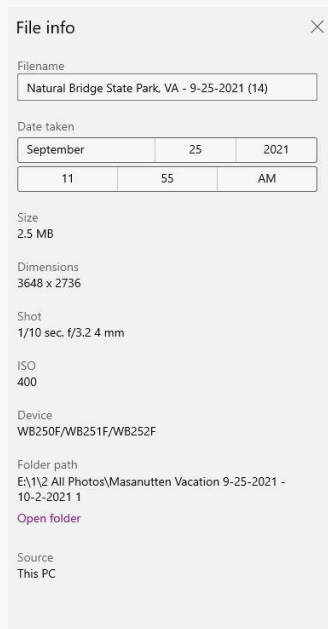 File info
Filename
Natural Bridge State Park, VA - 9-25-2021 (14)
Date taken
September 25 2021
11 55 AM
Size
2.5 MB
Dimensions
3648 x 2736
Shot
1/10 sec. f/3.2 4 mm
ISO
400
Device
WB250F/WB251F/WB252F
Folder path
E:\1\2 All Photos\Masanutten Vacation 9-25-2021 -
10-2-2021 1
Open folder
Source
This PC